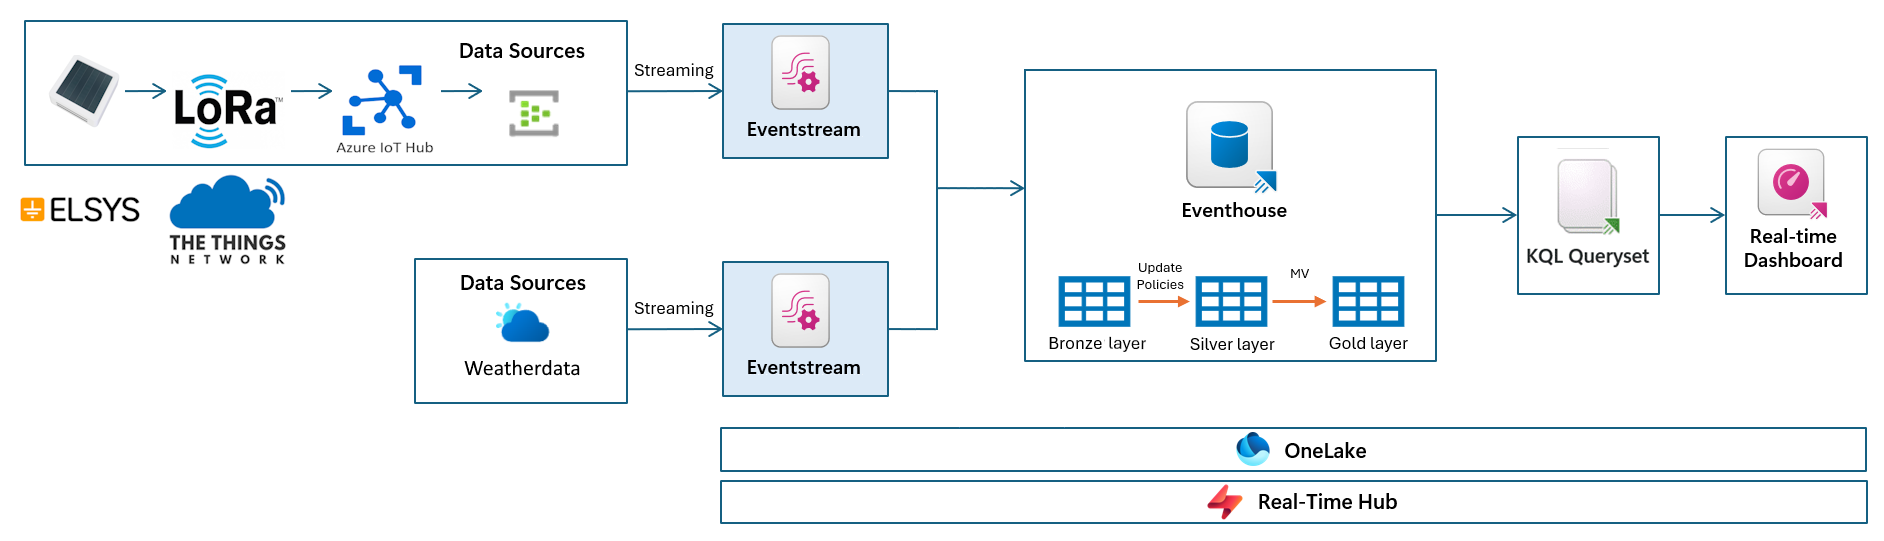 Data Sources
LoRa™
Azure IoT Hub
Streaming
Eventstream
ELSYS
THE THINGS
NETWORK
Data Sources
Weatherdata
Streaming
Eventstream
Eventhouse
Update
Policies
MV
Bronze layer
Silver layer
Gold layer
KQL Queryset
Real-time
Dashboard
OneLake
Real-Time Hub